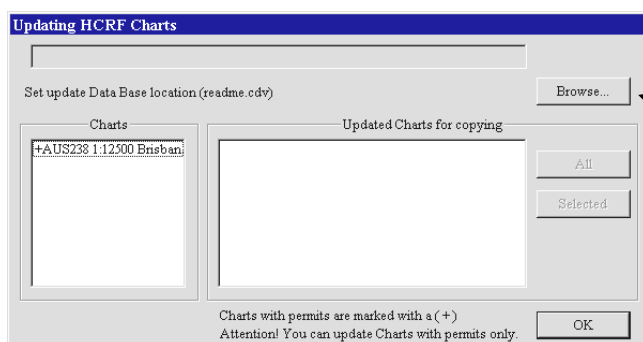 Updating HCRF Charts
Set update Data Base location (readme.cdv)
Browse...
Charts
Updated Charts for copying
+AUS238 1:12500 Brisban
All
Selected
Charts with permits are marked with a (+)
Attention! You can update Charts with permits only.
OK